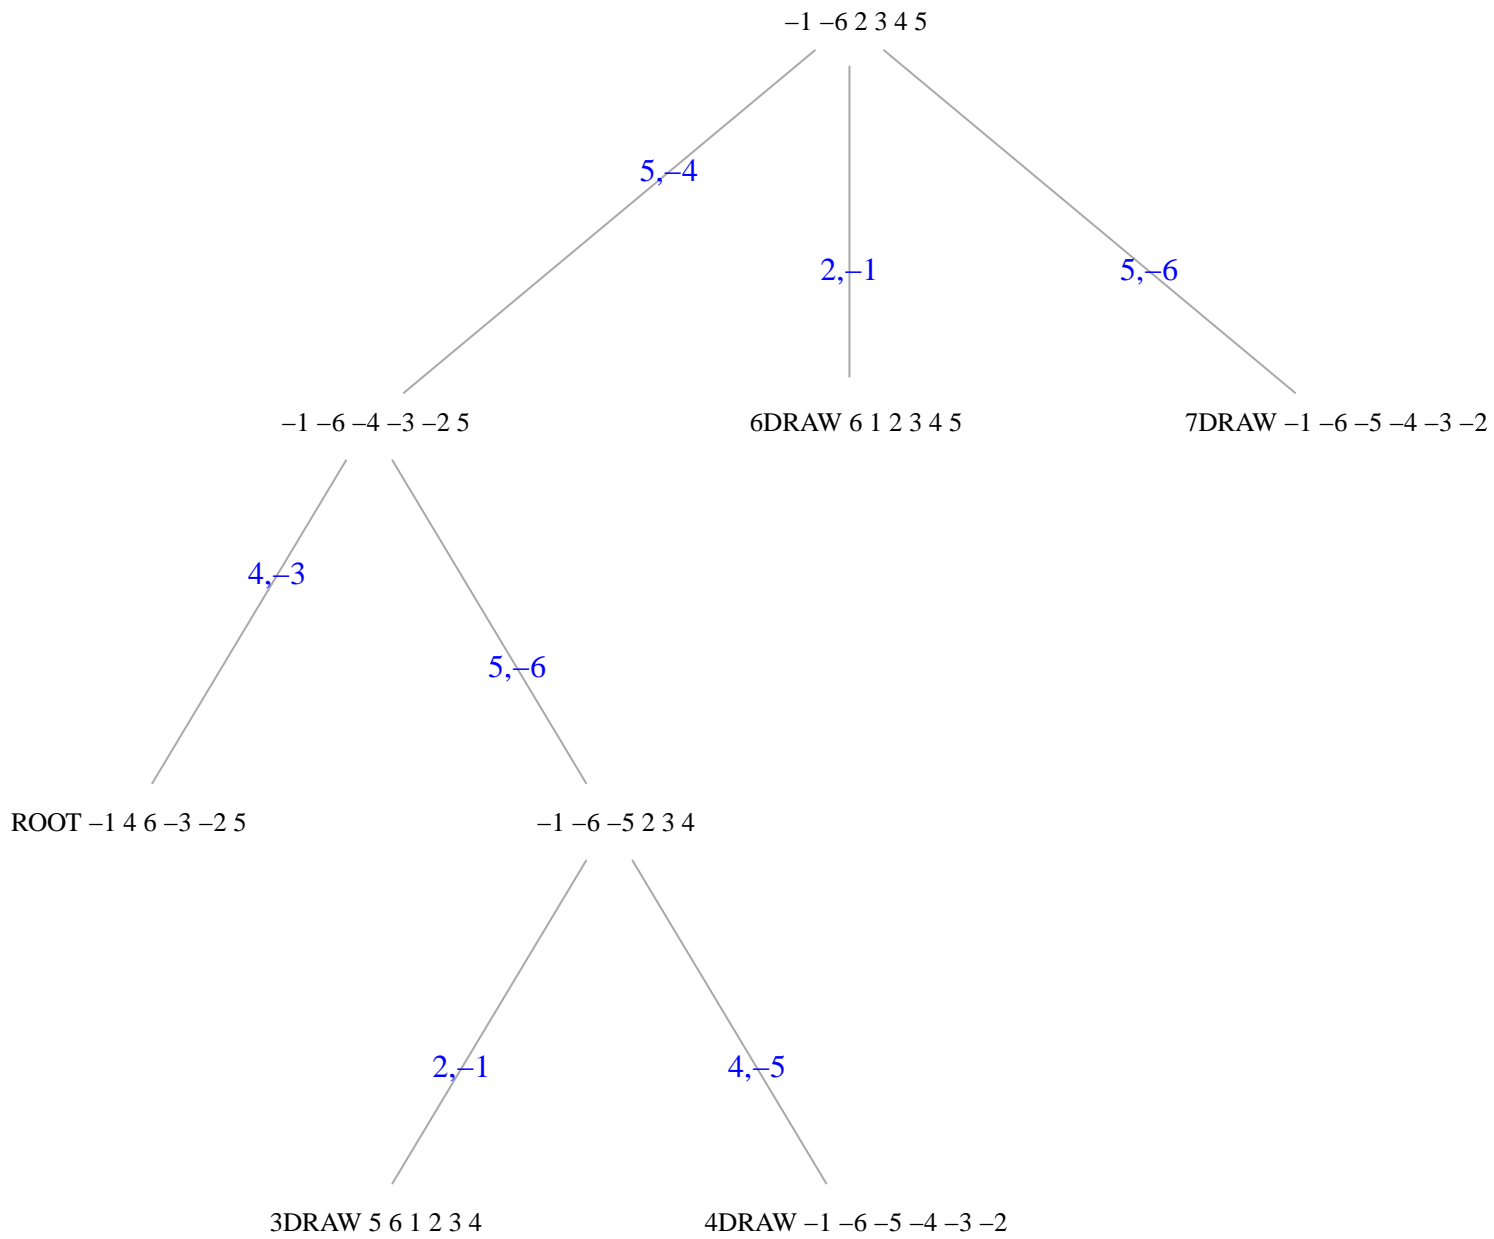 –1 –6 2 3 4 5
5,–4
2,–1
5,–6
–1 –6 –4 –3 –2 5
6DRAW 6 1 2 3 4 5
7DRAW –1 –6 –5 –4 –3 –2
4,–3
5,–6
ROOT –1 4 6 –3 –2 5
–1 –6 –5 2 3 4
2,–1
4,–5
3DRAW 5 6 1 2 3 4
4DRAW –1 –6 –5 –4 –3 –2